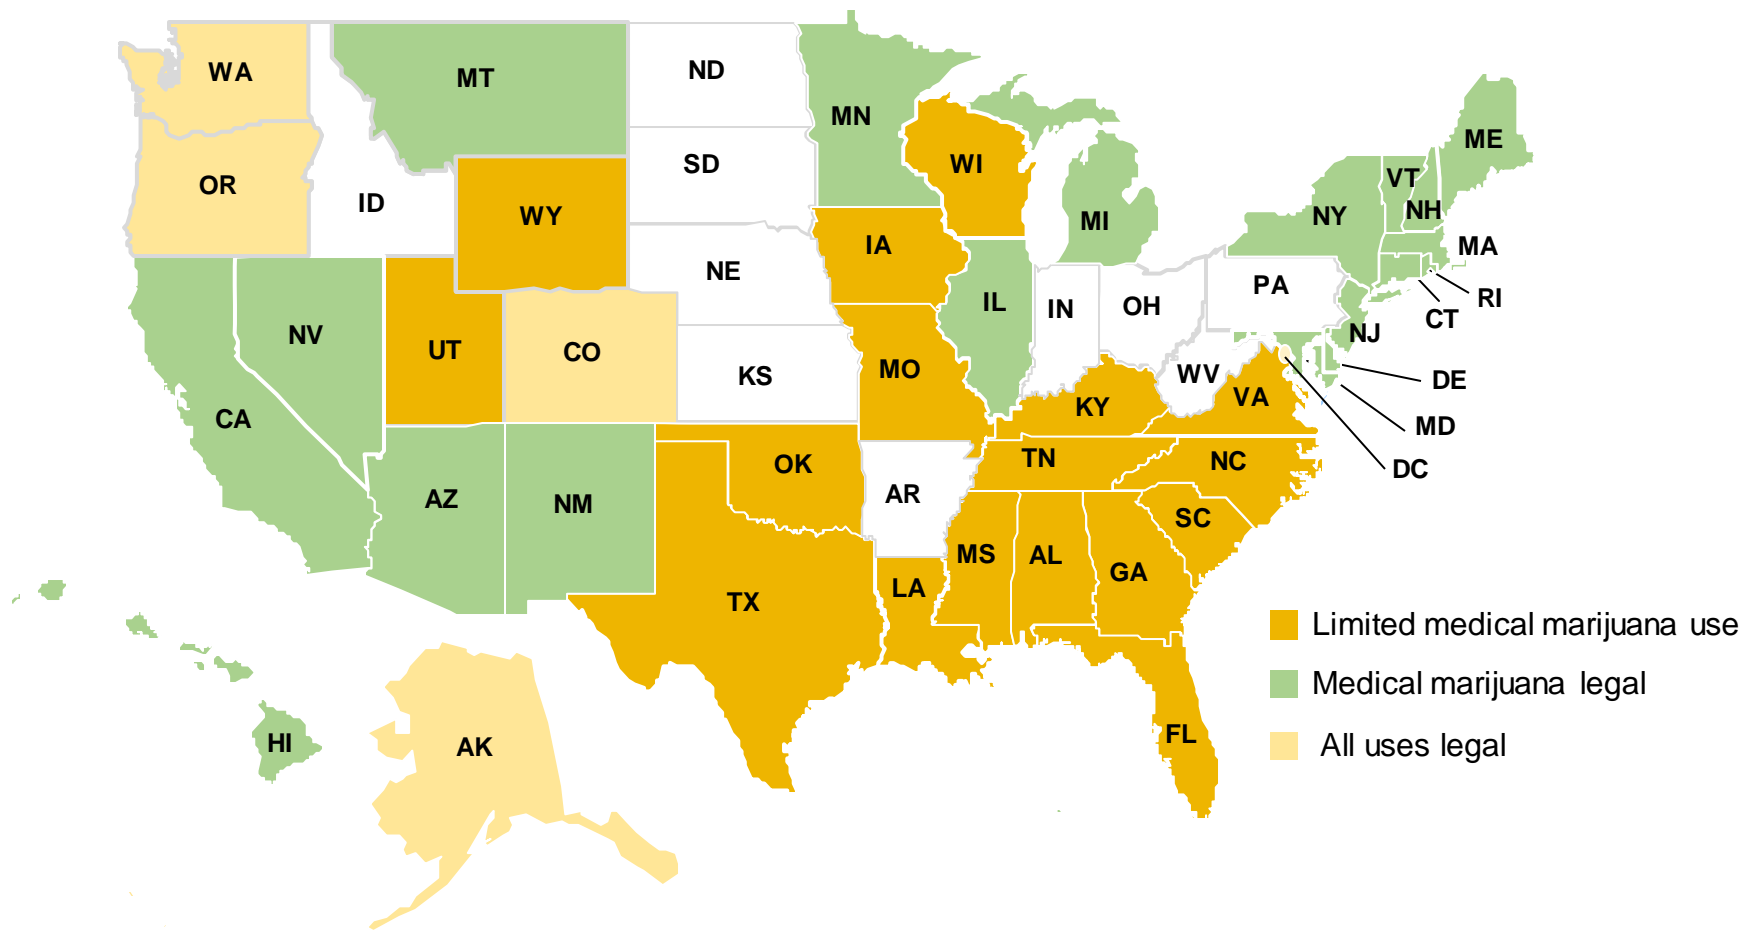 WA
MT
ND
MN
ME
SD
WI
OR
VT
ID
WY
NH
NY
MI
IA
MA
NE
PA
RI
IL
IN
OH
CT
NV
NJ
UT
CO
MO
KS
WV
DE
KY
VA
CA
MD
TN
NC
OK
DC
AZ
NM
AR
SC
MS
AL
GA
LA
TX
Limited medical marijuana use
Medical marijuana legal
FL
HI
AK
All uses legal